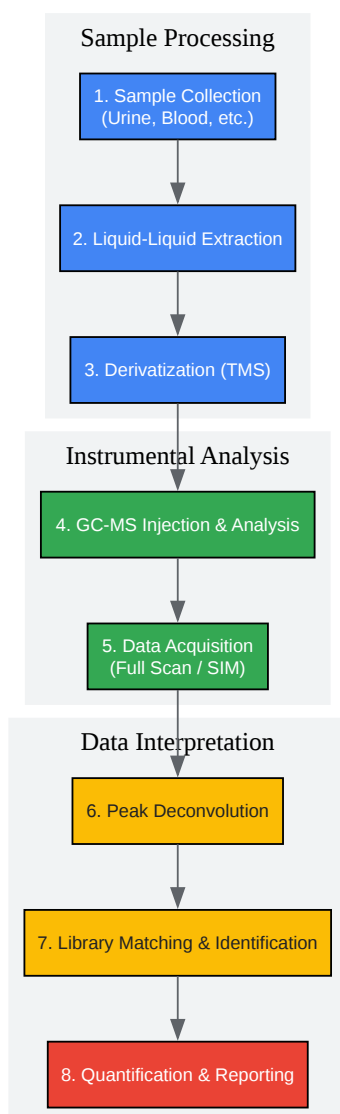 Sample Processing
1. Sample Collection
(Urine, Blood, etc.)
2. Liquid-Liquid Extraction
3. Derivatization (TMS)
Instrumental Analysis
4. GC-MS Injection & Analysis
5. Data Acquisition
(Full Scan / SIM)
Data Interpretation
6. Peak Deconvolution
7. Library Matching & Identification
8. Quantification & Reporting